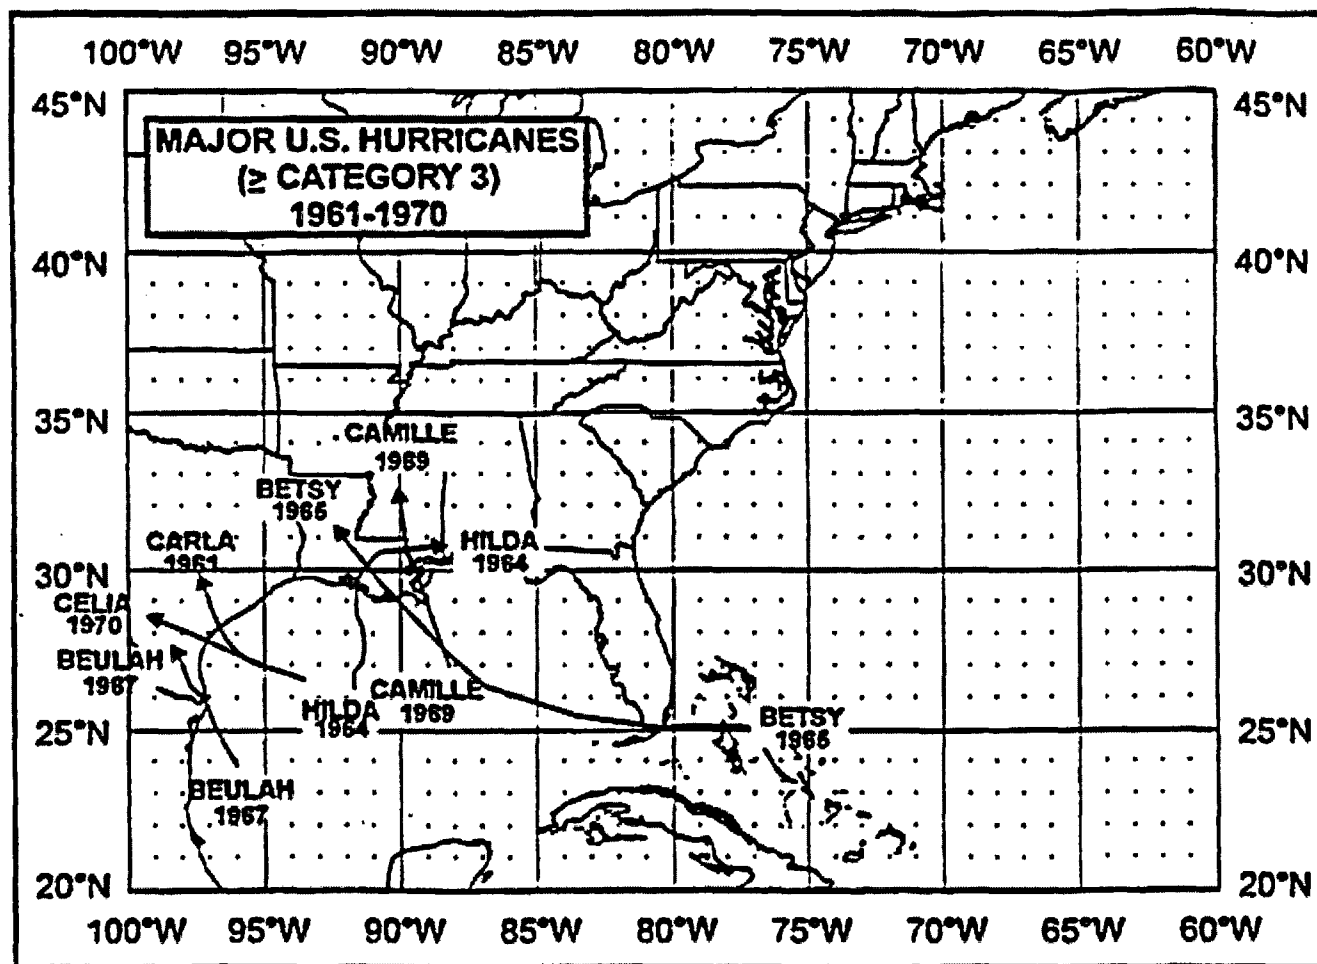 100°W 95°W 90°W 85°W 80°W 75°W 70°W 65°W 60°W
45°N 45°N
MAJOR U.S. HURRICANES
(≥ CATEGORY 3)
1961-1970
40°N 40°N
35°N 35°N
CAMILLE
1969
BETSY
1965
CARLA
1961
HILDA
1964
30°N 30°N
CELIA
1970
BEULAH
1967
HILDA
1964
CAMILLE
1969
BETSY
1965
25°N 25°N
BEULAH
1967
20°N 20°N
100°W 95°W 90°W 85°W 80°W 75°W 70°W 65°W 60°W